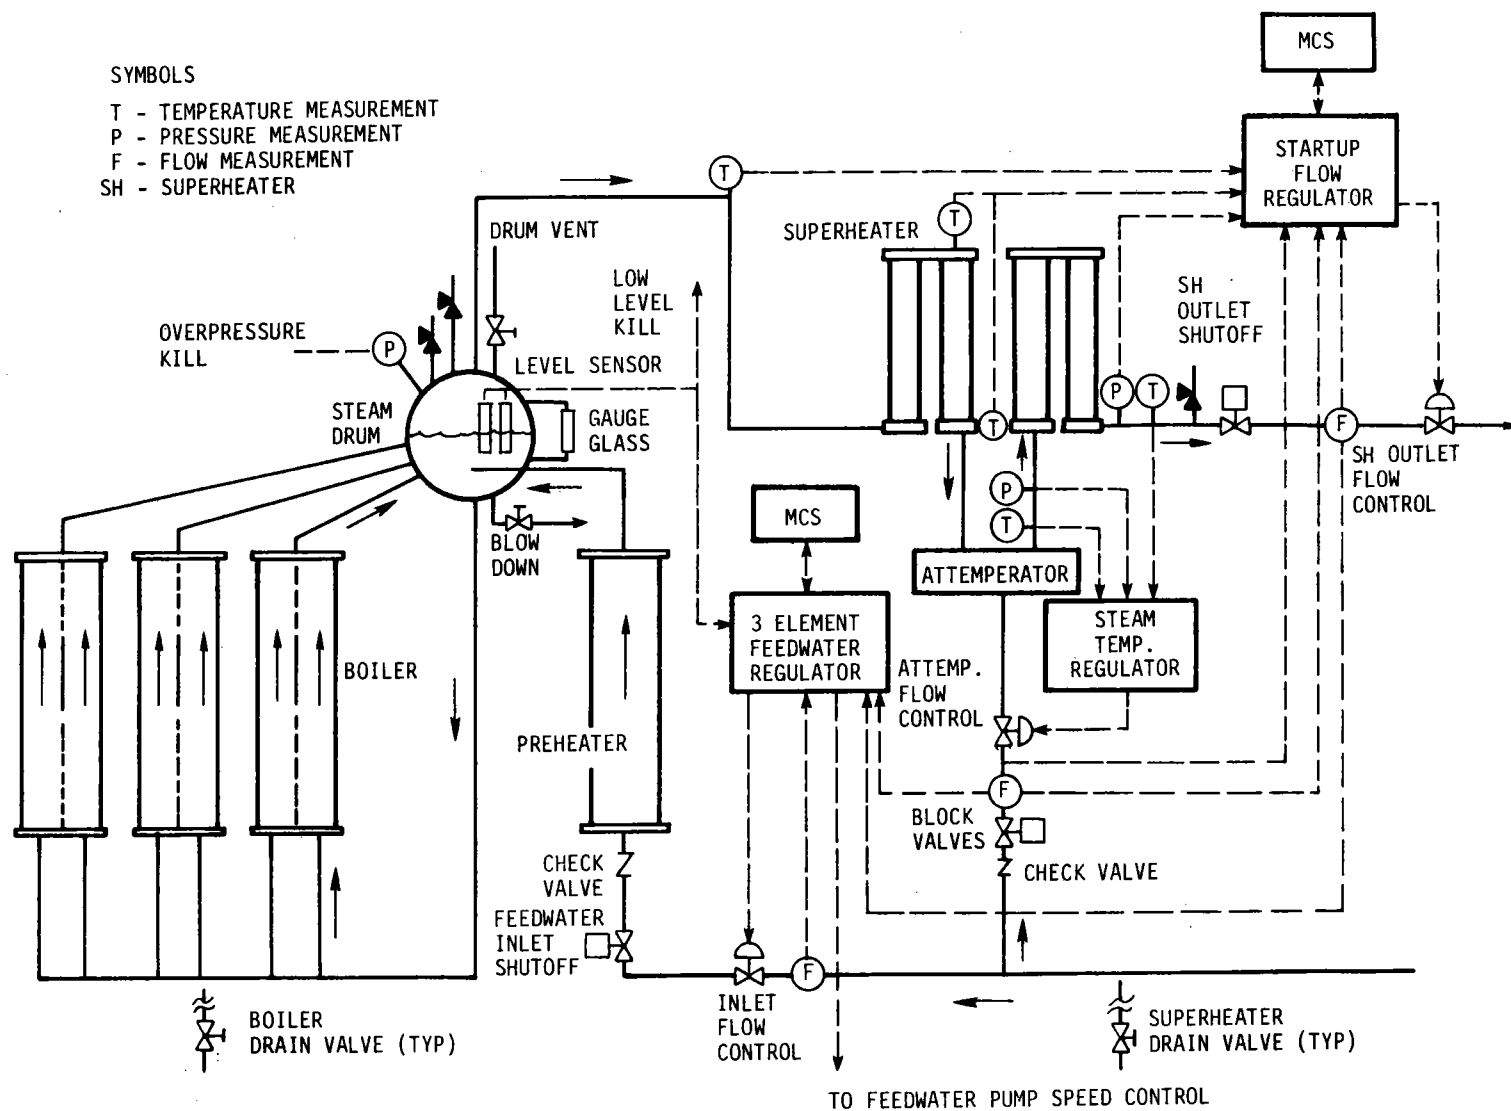 MCS
SYMBOLS
T - TEMPERATURE MEASUREMENT
P - PRESSURE MEASUREMENT
F - FLOW MEASUREMENT
SH - SUPERHEATER
STARTUP
FLOW
REGULATOR
T
T
SUPERHEATER
DRUM VENT
LOW
LEVEL
KILL
SH
OUTLET
SHUTOFF
OVERPRESSURE
KILL
P
LEVEL SENSOR
STEAM
DRUM
GAUGE
GLASS
T
P
T
F
SH OUTLET
FLOW
CONTROL
P
T
MCS
BLOW
DOWN
ATTEMPERATOR
3 ELEMENT
FEEDWATER
REGULATOR
STEAM
TEMP.
REGULATOR
BOILER
ATTEMP.
FLOW
CONTROL
PREHEATER
F
BLOCK
VALVES
CHECK
VALVE
CHECK VALVE
FEEDWATER
INLET
SHUTOFF
F
INLET
FLOW
CONTROL
BOILER
DRAIN VALVE (TYP)
SUPERHEATER
DRAIN VALVE (TYP)
TO FEEDWATER PUMP SPEED CONTROL